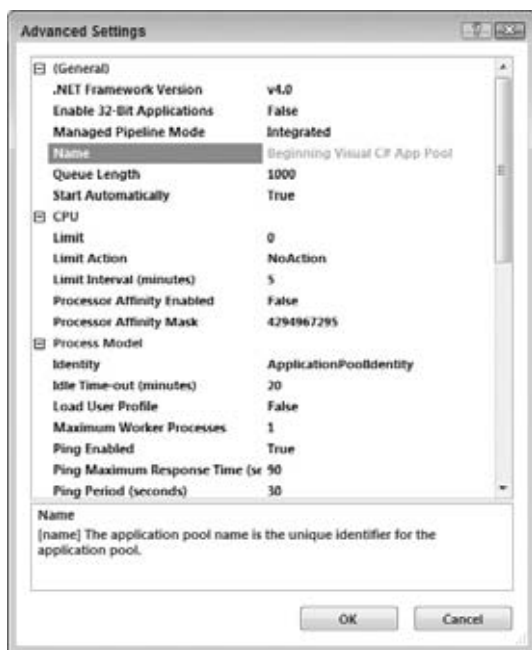 Advanced Settings
(General)
.NET Framework Version v4.0
Enable 32-Bit Applications False
Managed Pipeline Mode Integrated
Name Beginning Visual C# App Pool
Queue Length 1000
Start Automatically True
CPU
Limit 0
Limit Action NoAction
Limit Interval (minutes) 5
Processor Affinity Enabled False
Processor Affinity Mask 4294967295
Process Model
Identity ApplicationPoolIdentity
Idle Time-out (minutes) 20
Load User Profile False
Maximum Worker Processes 1
Ping Enabled True
Ping Maximum Response Time (se 90
Ping Period (seconds) 30
Name
[name] The application pool name is the unique identifier for the
application pool.
OK Cancel